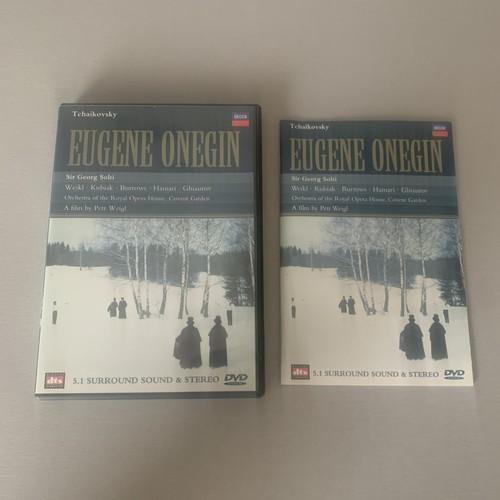 Tchaikovsky
DECCA
EUGENE ONEGIN
Sir Georg Solti
Weikl · Kubiak · Burrows · Hamari · Ghiaurov
Orchestra of the Royal Opera House, Covent Garden
A film by Petr Weigl
dts 5.1 SURROUND SOUND & STEREO DVD
Tchaikovsky
DECCA
EUGENE ONEGIN
Sir Georg Solti
Weikl · Kubiak · Burrows · Hamari · Ghiaurov
Orchestra of the Royal Opera House, Covent Garden
A film by Petr Weigl
dts 5.1 SURROUND SOUND & STEREO DVD